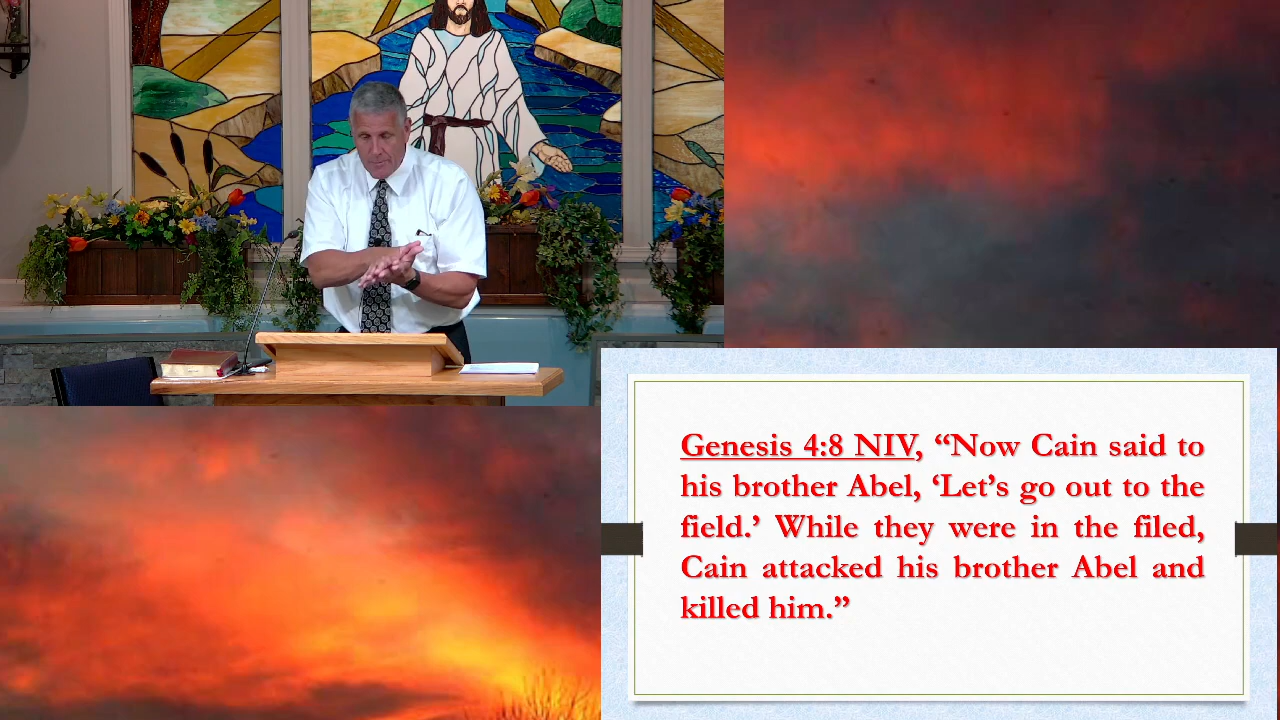 Genesis 4:8 NIV, “Now Cain said to
his brother Abel, ‘Let’s go out to the
field.’ While they were in the filed,
Cain attacked his brother Abel and
killed him.”